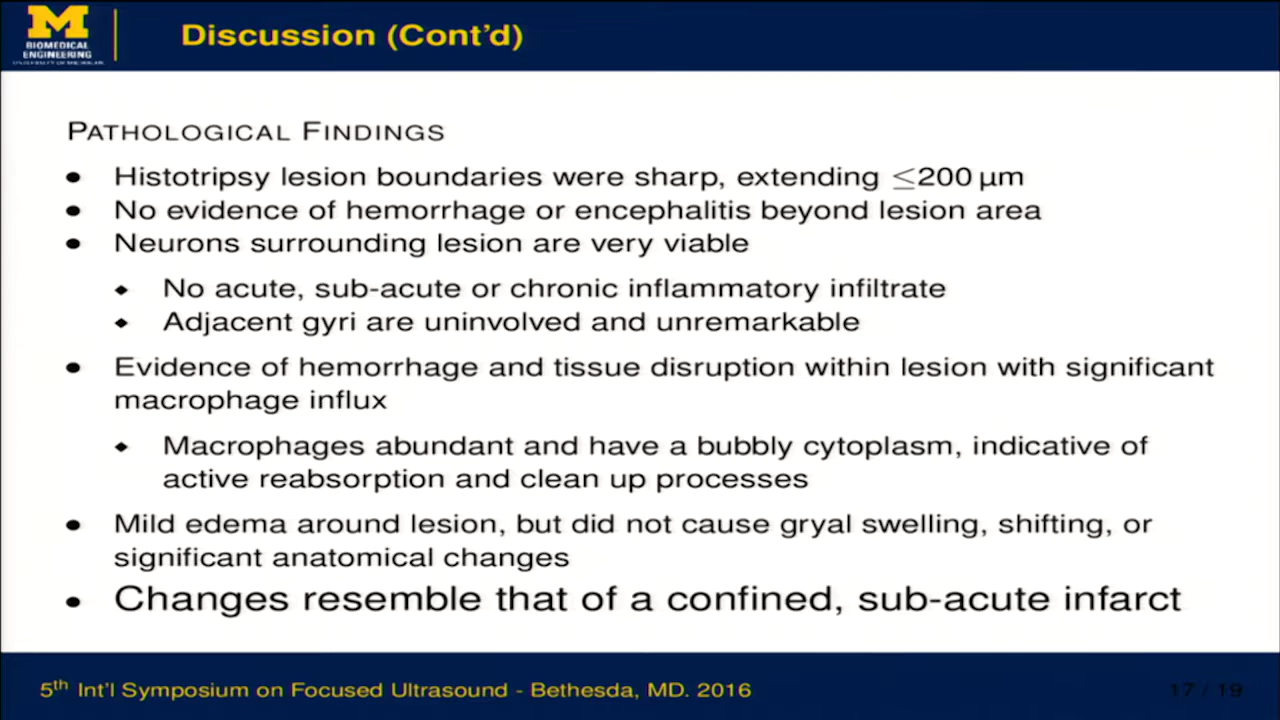 M
BIOMEDICAL
ENGINEERING
UNIVERSITY OF MICHIGAN
Discussion (Cont'd)
PATHOLOGICAL FINDINGS
• Histotripsy lesion boundaries were sharp, extending ≤200 μm
• No evidence of hemorrhage or encephalitis beyond lesion area
• Neurons surrounding lesion are very viable
◆ No acute, sub-acute or chronic inflammatory infiltrate
◆ Adjacent gyri are uninvolved and unremarkable
• Evidence of hemorrhage and tissue disruption within lesion with significant
macrophage influx
◆ Macrophages abundant and have a bubbly cytoplasm, indicative of
active reabsorption and clean up processes
• Mild edema around lesion, but did not cause gryal swelling, shifting, or
significant anatomical changes
• Changes resemble that of a confined, sub-acute infarct
5th Int'l Symposium on Focused Ultrasound - Bethesda, MD. 2016
17 / 19